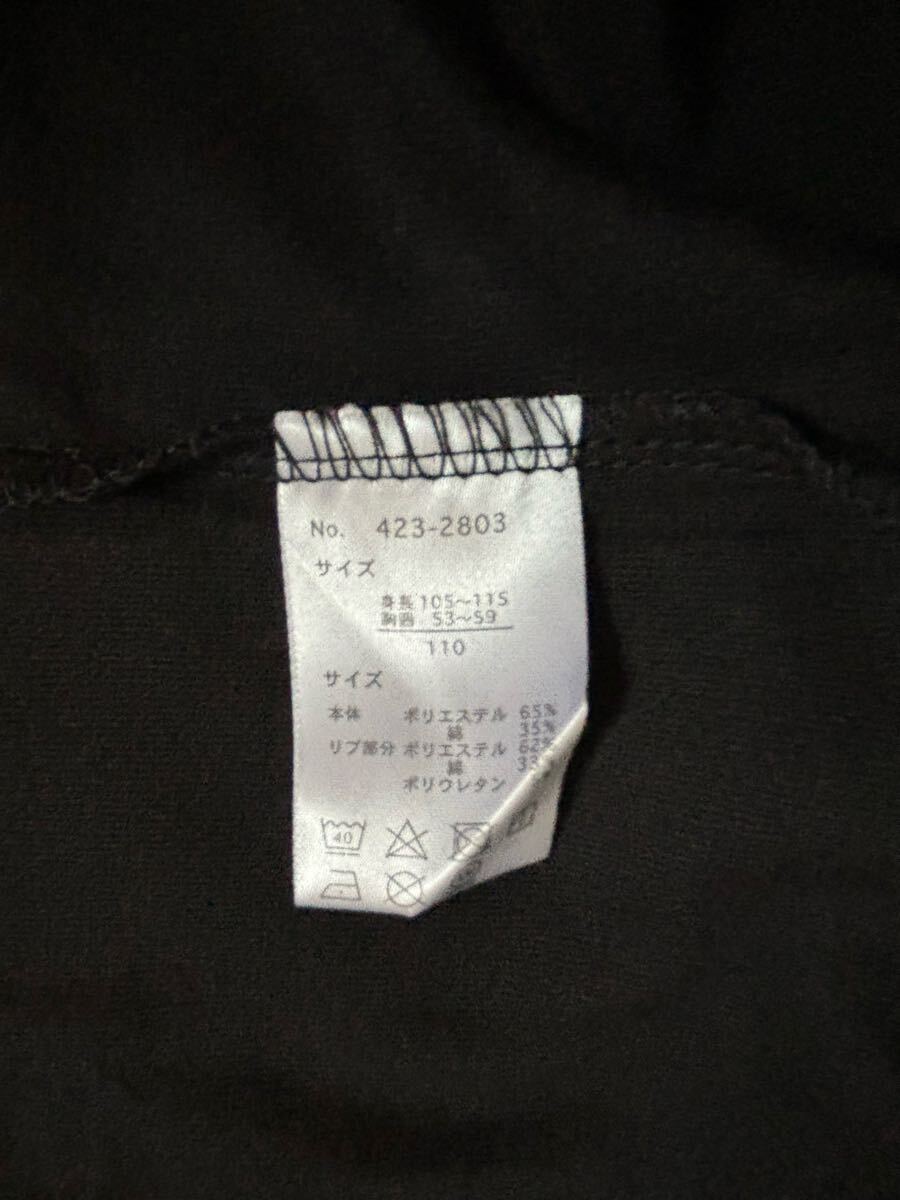 No. 423-2803
サイズ
身長 105～115
胸囲 53～59
110
サイズ
本体 ポリエステル 65%
綿 35%
リブ部分 ポリエステル 62%
綿 33%
ポリウレタン
40